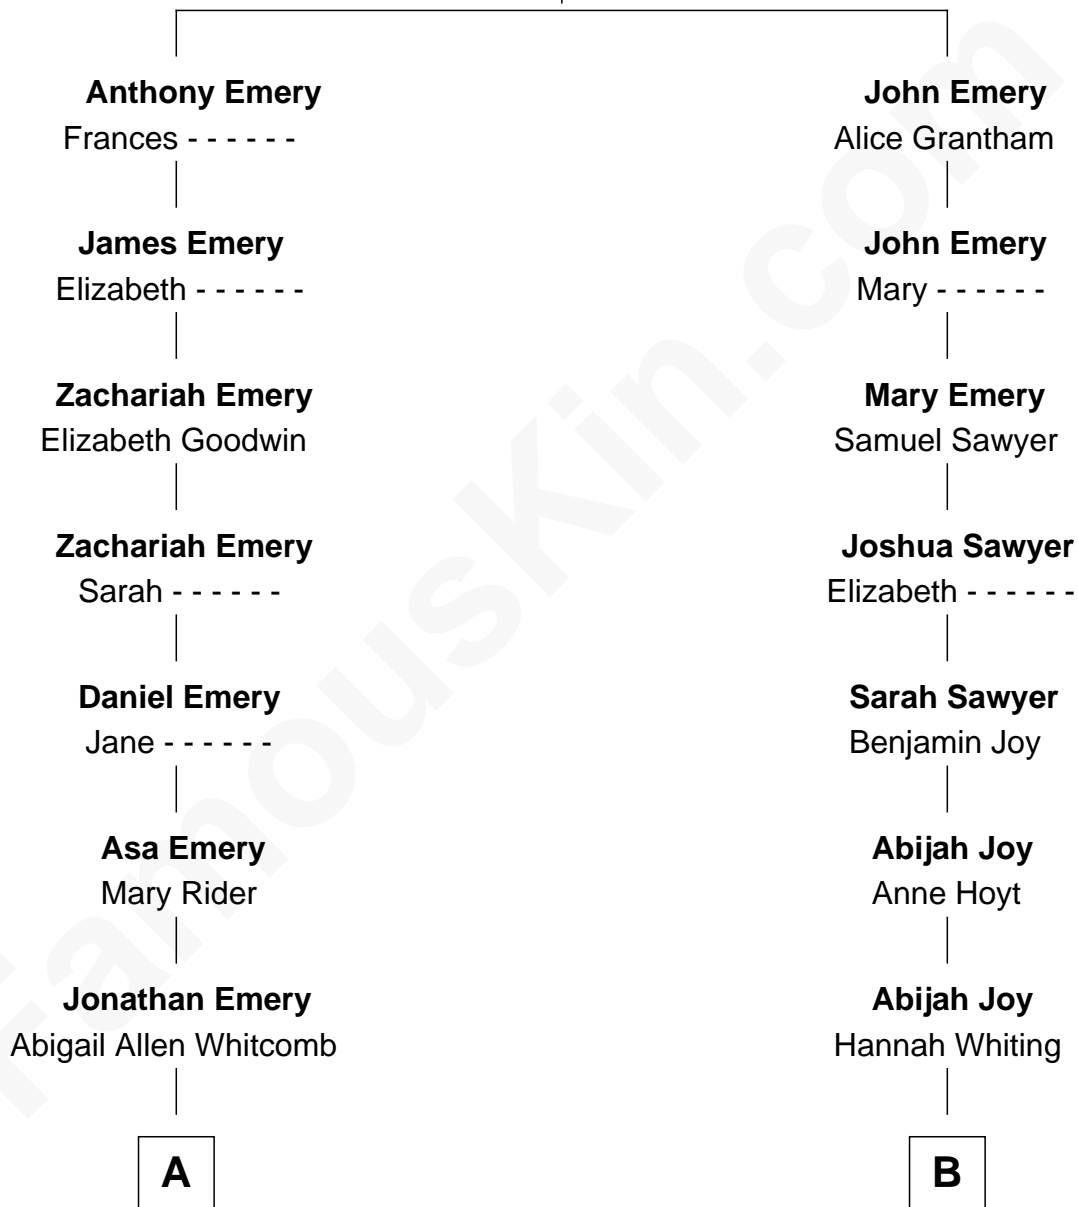 Anthony Emery
Frances - - - - - -
James Emery
Elizabeth - - - - - -
Zachariah Emery
Elizabeth Goodwin
Zachariah Emery
Sarah - - - - - -
Daniel Emery
Jane - - - - - -
Asa Emery
Mary Rider
Jonathan Emery
Abigail Allen Whitcomb
A
John Emery
Alice Grantham
John Emery
Mary - - - - - -
Mary Emery
Samuel Sawyer
Joshua Sawyer
Elizabeth - - - - - -
Sarah Sawyer
Benjamin Joy
Abijah Joy
Anne Hoyt
Abijah Joy
Hannah Whiting
B
FamousKin.com